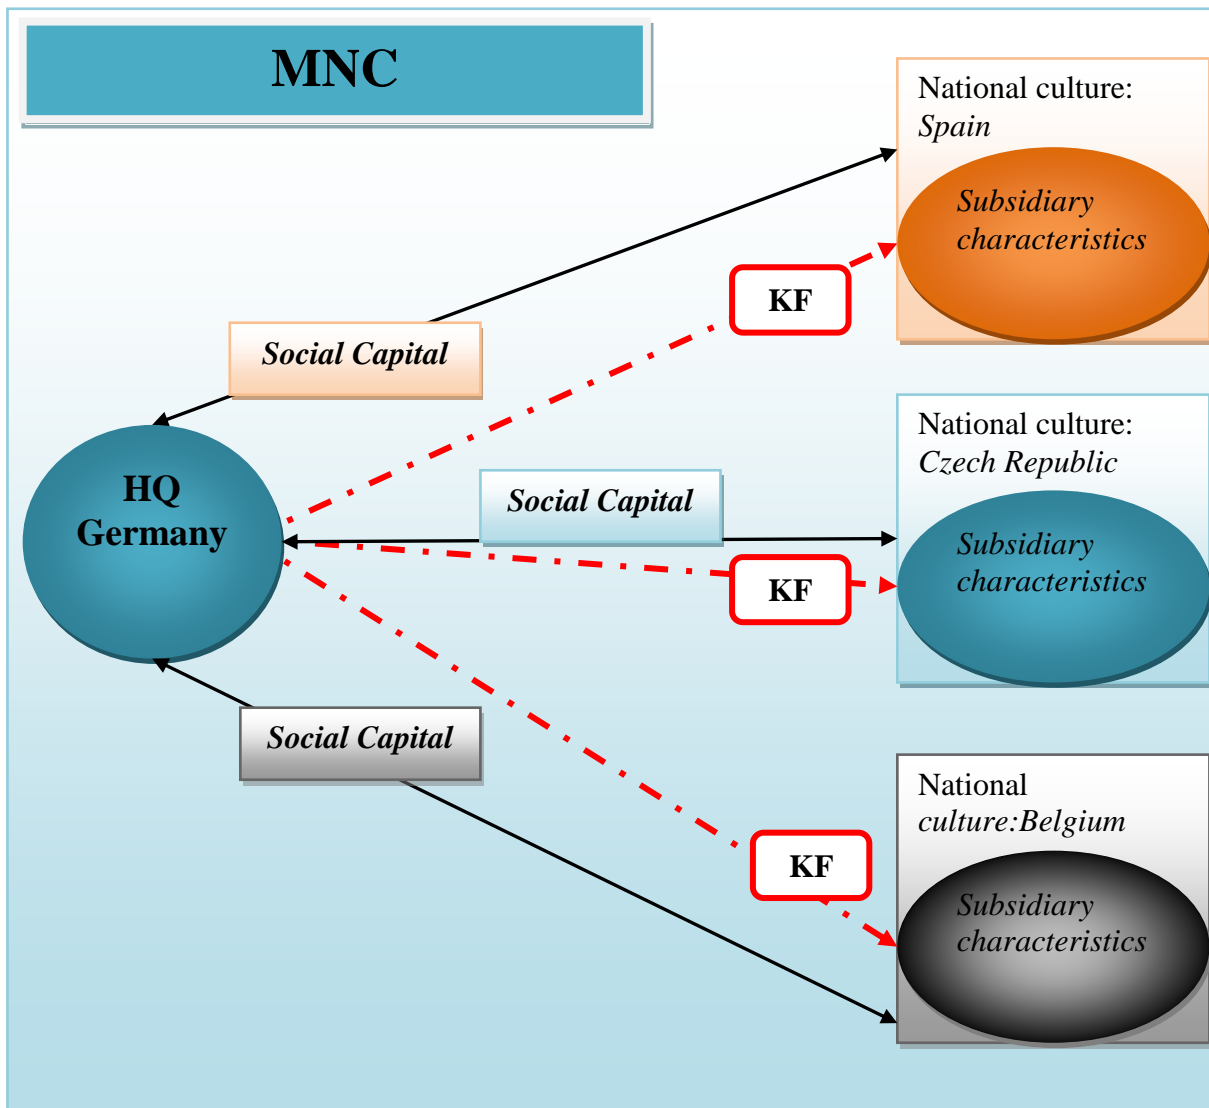 MNC
National culture:
Spain
Subsidiary
characteristics
KF
Social Capital
National culture:
Czech Republic
HQ
Germany
Social Capital
Subsidiary
characteristics
KF
Social Capital
National
culture:Belgium
KF
Subsidiary
characteristics